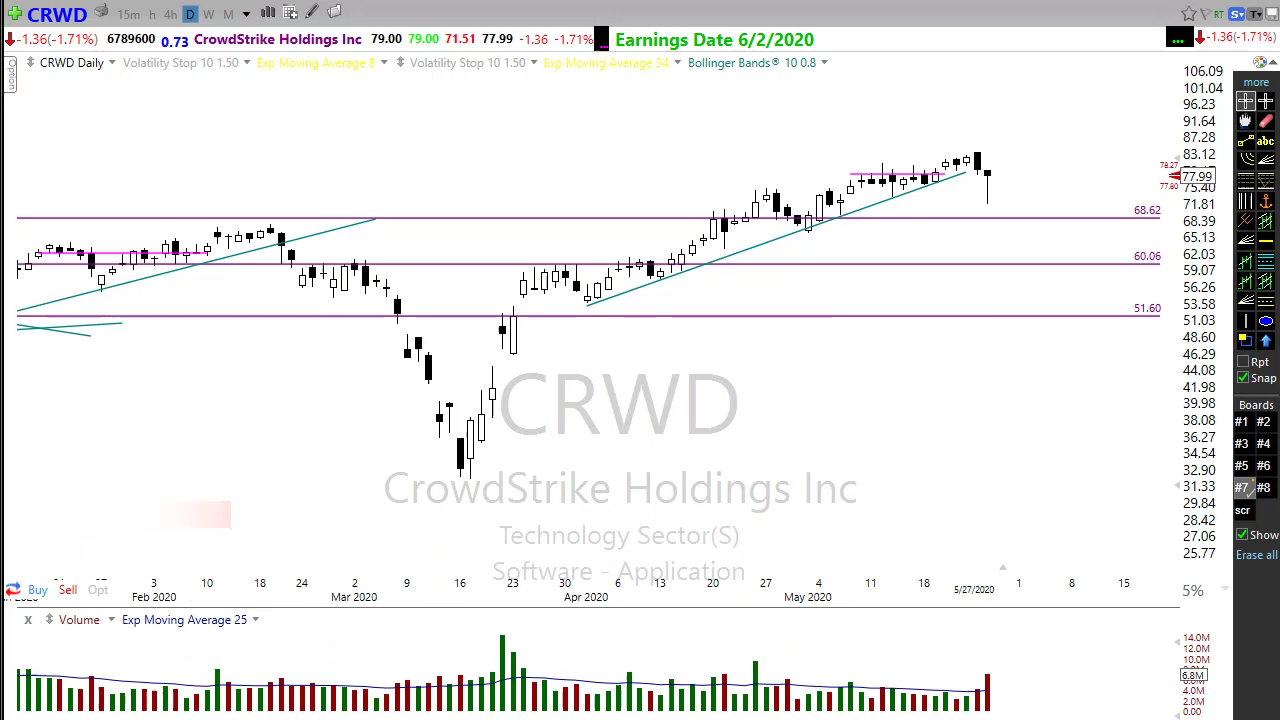 CRWD 15m h 4h D W M RT S T
-1.36(-1.71%) 6789600 0.73 CrowdStrike Holdings Inc 79.00 79.00 71.51 77.99 -1.36 -1.71% ... Earnings Date 6/2/2020 ... -1.36(-1.71%)
CRWD Daily Volatility Stop 10 1.50 Exp Moving Average 8 Volatility Stop 10 1.50 Exp Moving Average 34 Bollinger Bands® 10 0.8
Option
106.09
101.04
96.23
91.64
87.28
83.12
78.27
77.99
77.80
75.40
71.81
68.39
65.13
62.03
59.07
56.26
53.58
51.03
48.60
46.29
44.08
41.98
39.98
38.08
36.27
34.54
32.90
31.33
29.84
28.42
27.06
25.77
68.62
60.06
51.60
CRWD
CrowdStrike Holdings Inc
Technology Sector(S)
Software - Application
more
abc
Rpt
Snap
Boards
#1 #2
#3 #4
#5 #6
#7 #8
scr
Show
Erase all
Buy Sell Opt
3 10 18 24 2 9 16 23 30 6 13 20 27 4 11 18 5/27/2020 1 8 15
Feb 2020 Mar 2020 Apr 2020 May 2020
5%
X Volume Exp Moving Average 25
14.0M
12.0M
10.0M
6.8M
4.0M
2.0M
0.00